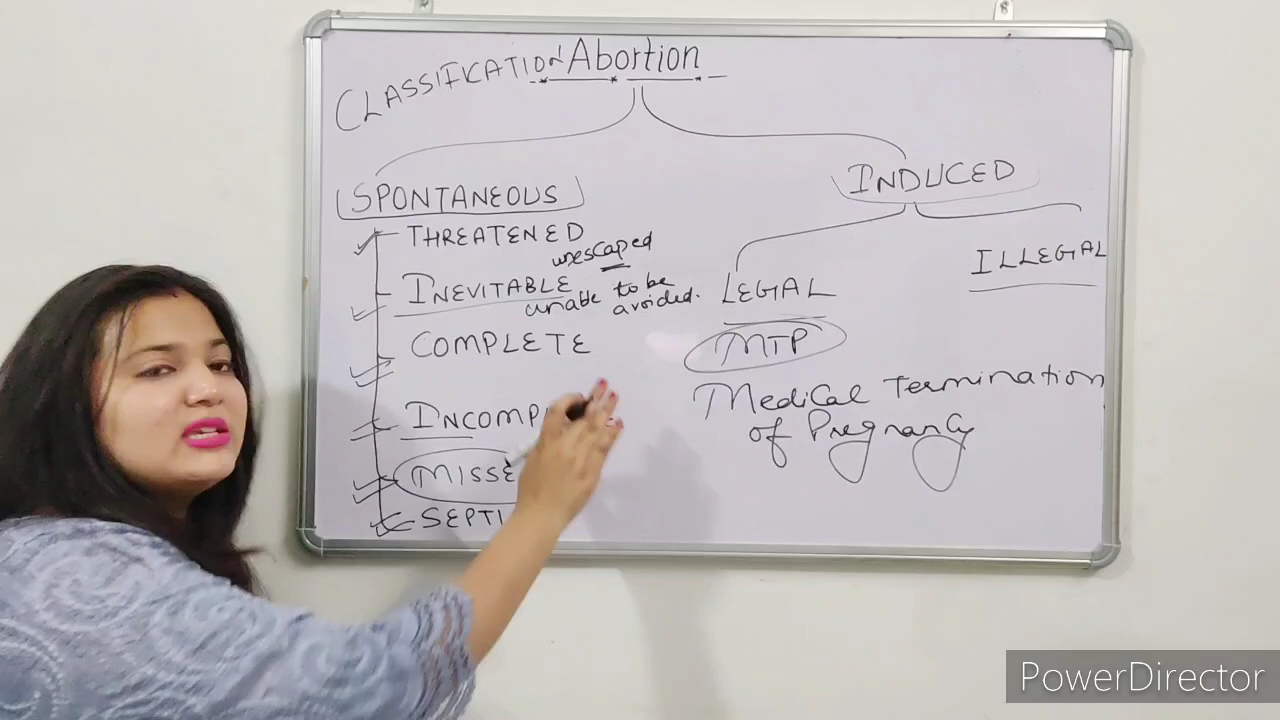 CLASSIFICATION Abortion
SPONTANEOUS
THREATENED
unescaped
INEVITABLE
unable to be
avoided.
COMPLETE
INCOMP
MISSE
SEPTI
INDUCED
LEGAL
ILLEGAL
MTP
Medical Termination
of Pregnancy
PowerDirector